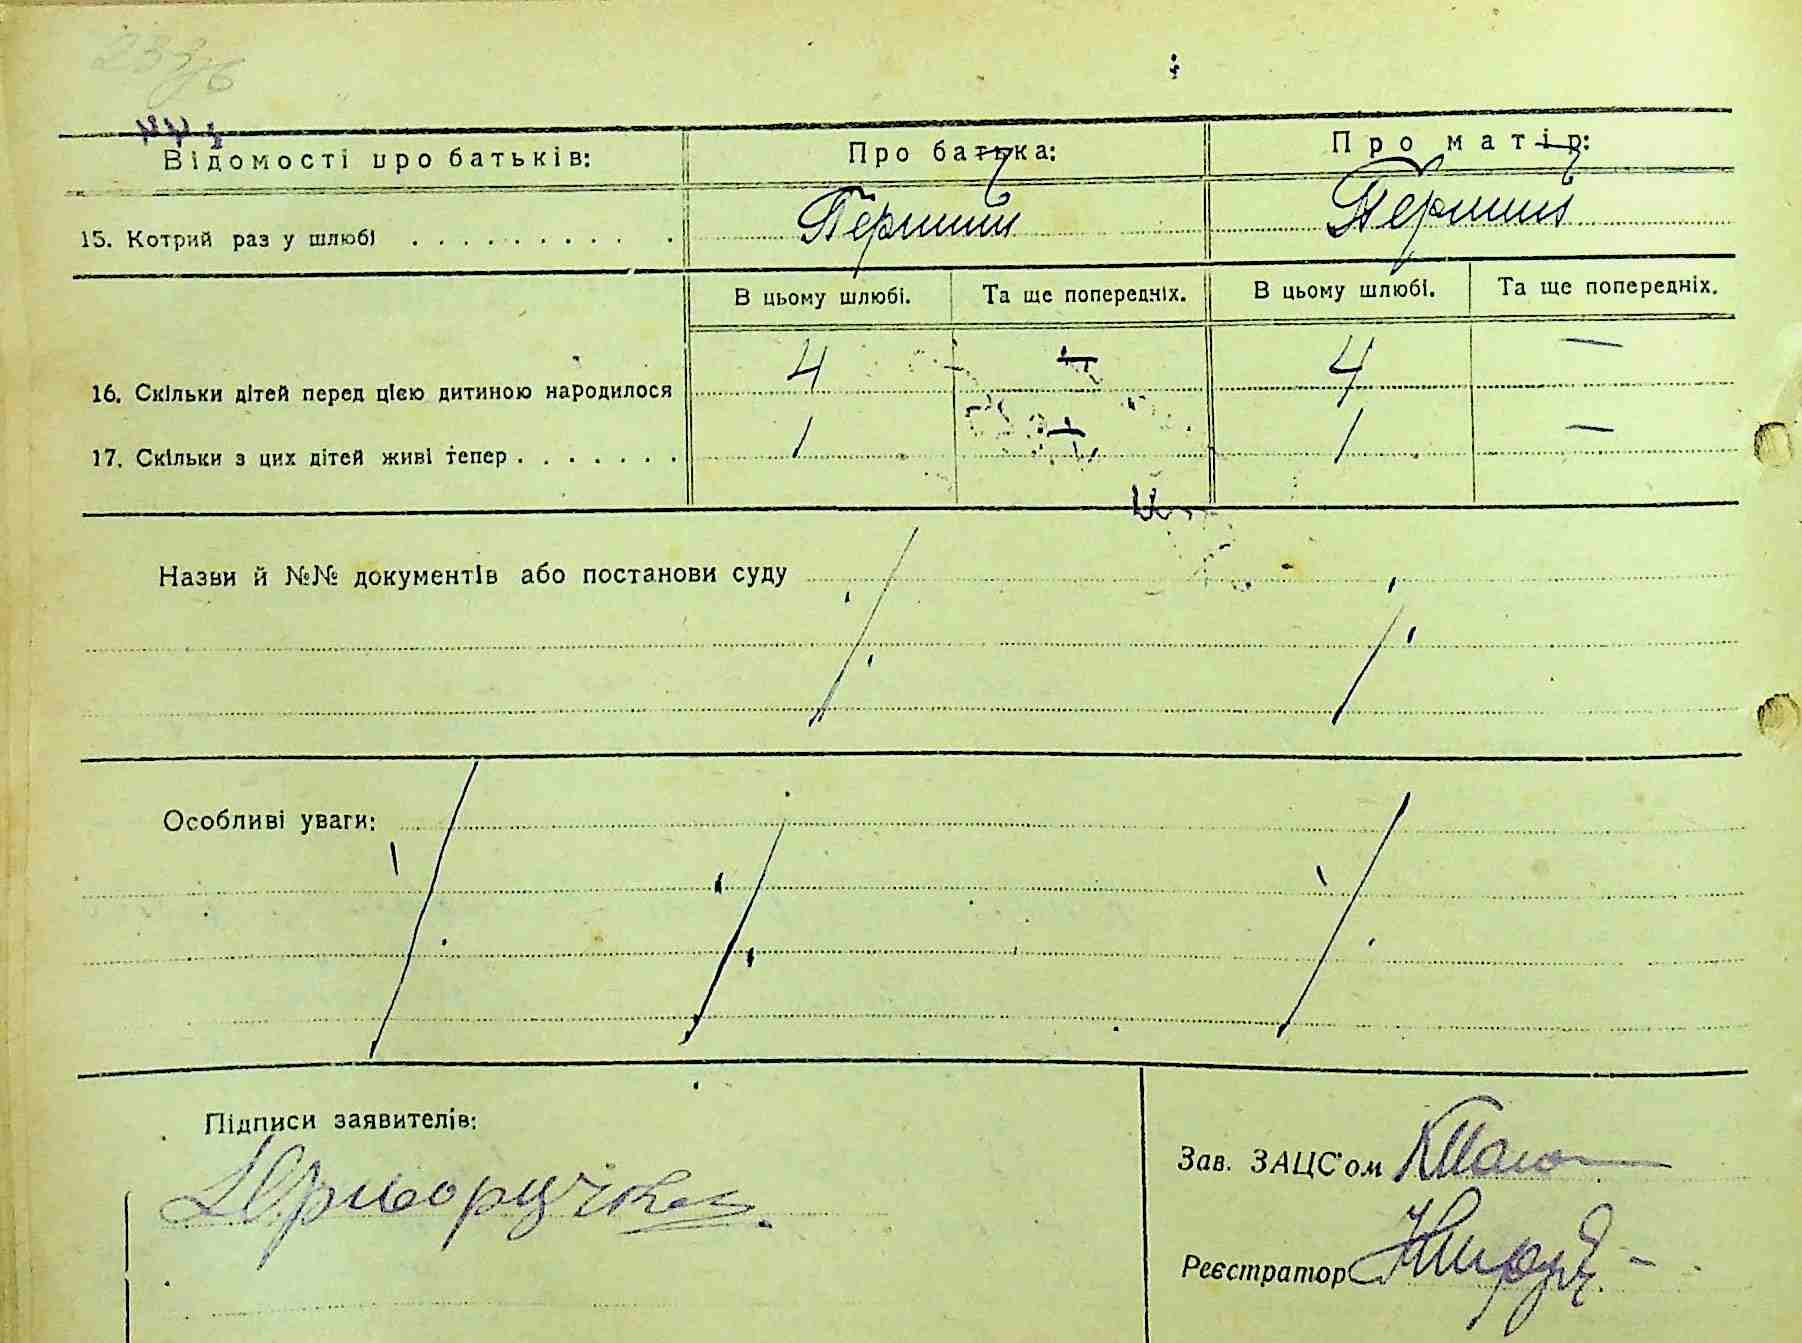 233/6
Відомості про батьків: Про батька: Про матір:
15. Котрий раз у шлюбі . . . . . . . . . . . Перший Перший
В цьому шлюбі. Та ще попередніх. В цьому шлюбі. Та ще попередніх.
16. Скільки дітей перед цією дитиною народилося 4 — 4 —
17. Скільки з цих дітей живі тепер . . . . . . . 1 — 1 —
Назви й №№ документів або постанови суду
Особливі уваги:
Підписи заявителів:
Зав. ЗАЦС'ом
Реєстратор